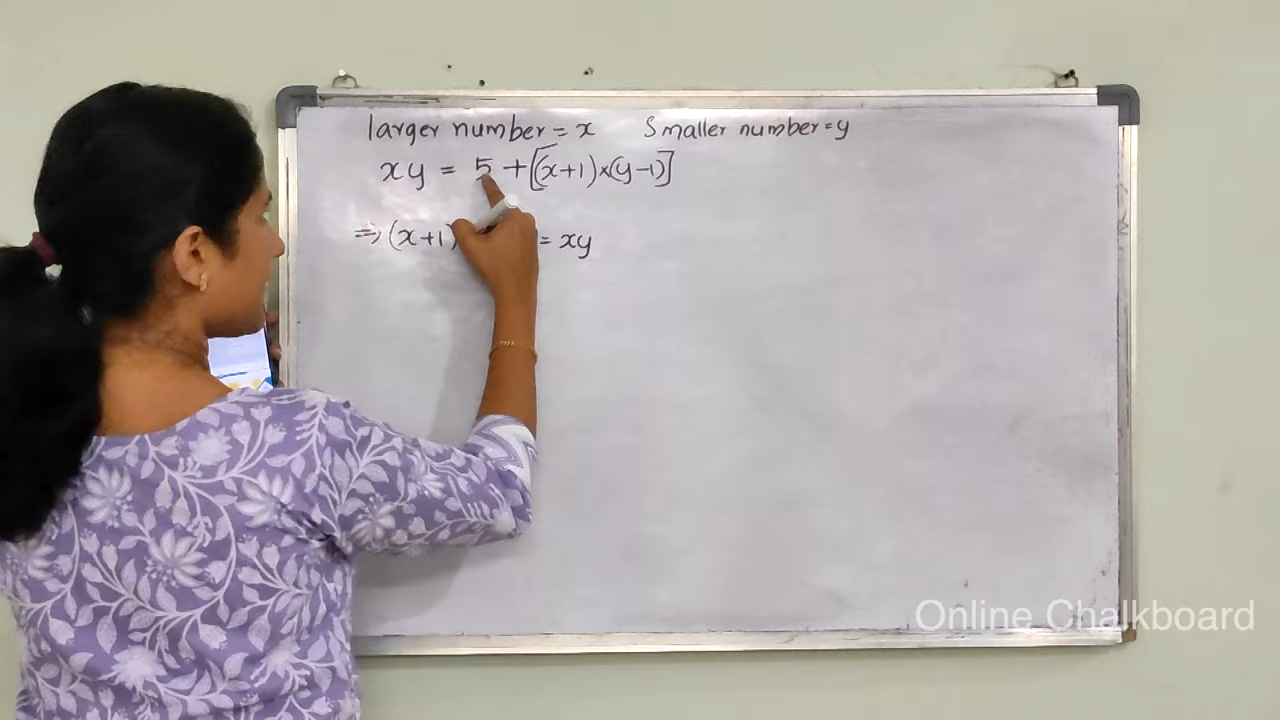 larger number = x Smaller number = y
xy = 5 + [(x+1)×(y-1)]
⇒ (x+1) = xy
Online Chalkboard